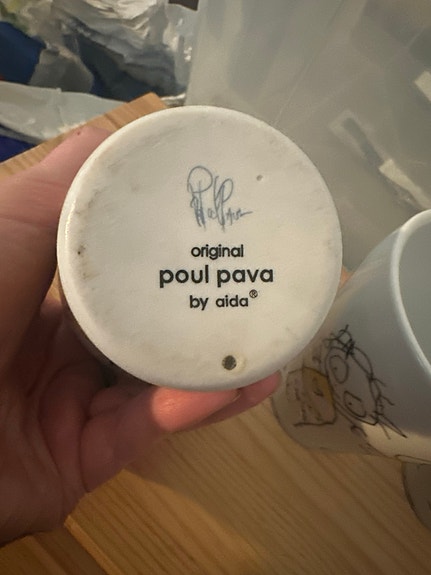 original
poul pava
by aida®